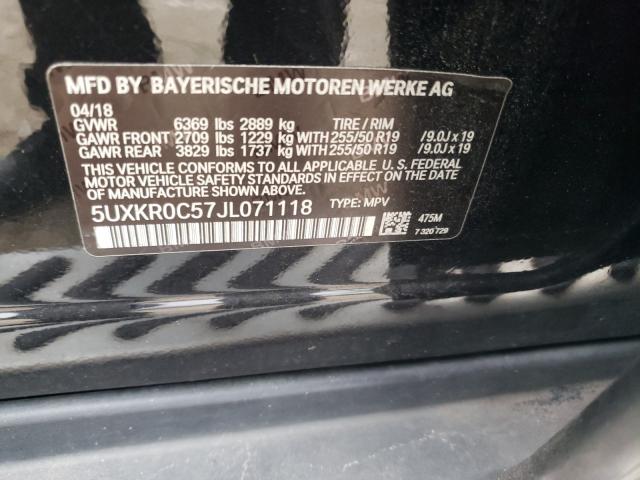 MFD BY BAYERISCHE MOTOREN WERKE AG
04/18
GVWR 6369 lbs 2889 kg TIRE / RIM
GAWR FRONT 2709 lbs 1229 kg WITH 255/50 R19 /9.0J x 19
GAWR REAR 3829 lbs 1737 kg WITH 255/50 R19 /9.0J x 19
THIS VEHICLE CONFORMS TO ALL APPLICABLE U. S. FEDERAL
MOTOR VEHICLE SAFETY STANDARDS IN EFFECT ON THE DATE
OF MANUFACTURE SHOWN ABOVE.
5UXKR0C57JL071118 TYPE: MPV
475M
7 320 729